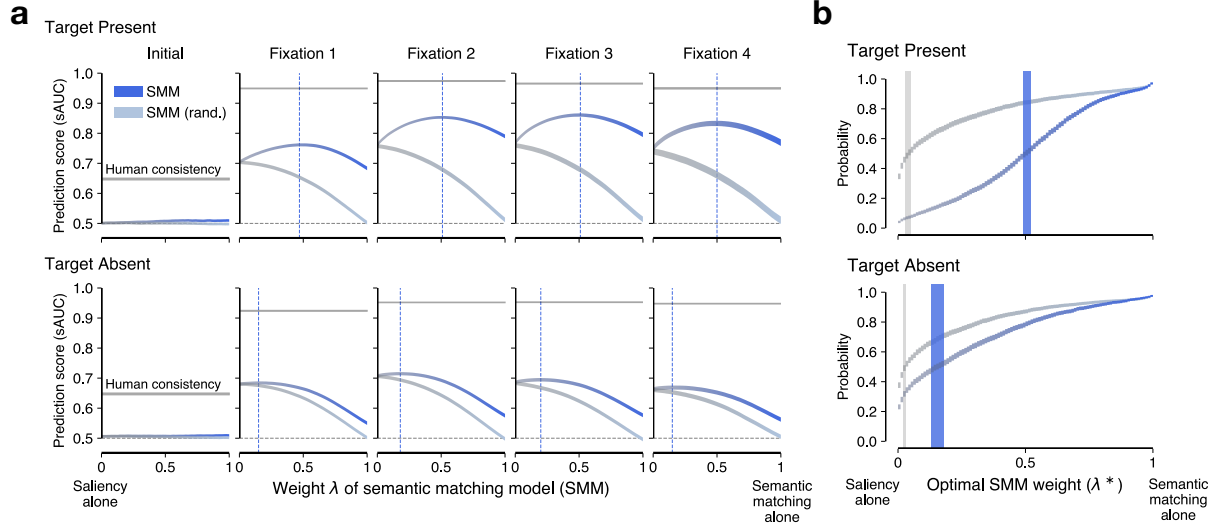 a
Target Present
Initial
Fixation 1
Fixation 2
Fixation 3
Fixation 4
Prediction score (sAUC)
1.0
0.9
0.8
0.7
0.6
0.5
SMM
SMM (rand.)
Human consistency
Target Absent
Prediction score (sAUC)
1.0
0.9
0.8
0.7
0.6
0.5
Human consistency
0 0.5 1 0 0.5 1 0 0.5 1 0 0.5 1 0 0.5 1
Saliency
alone
Weight λ of semantic matching model (SMM)
Semantic
matching
alone
b
Target Present
Probability
1.0
0.8
0.6
0.4
0.2
0.0
Target Absent
Probability
1.0
0.8
0.6
0.4
0.2
0.0
0 0.5 1
Saliency
alone
Optimal SMM weight (λ*)
Semantic
matching
alone